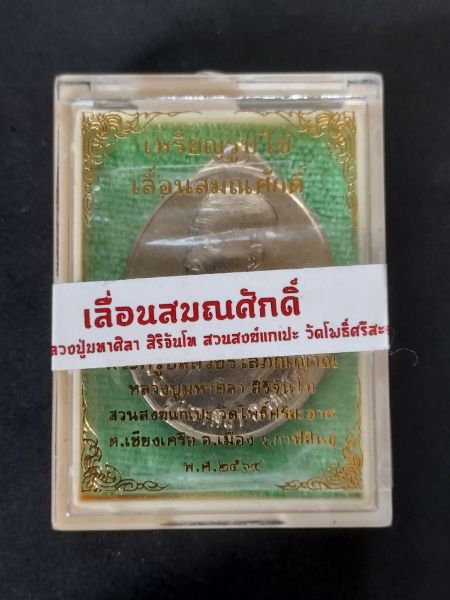 เหรียญรูปไข่
เลื่อนสมณศักดิ์
เลื่อนสมณศักดิ์
หลวงปู่มหาศิลา สิริจันโท สวนสงฆ์แกเปะ วัดโพธิ์ศรีสะอ
หลวงปู่มหาศิลา สิริจันโท
สวนสงฆ์แกเปะ วัดโพธิ์ศรีสะอาด
ต.เชียงเครือ อ.เมือง จ.กาฬสินธุ์
พ.ศ.๒๕๖๔